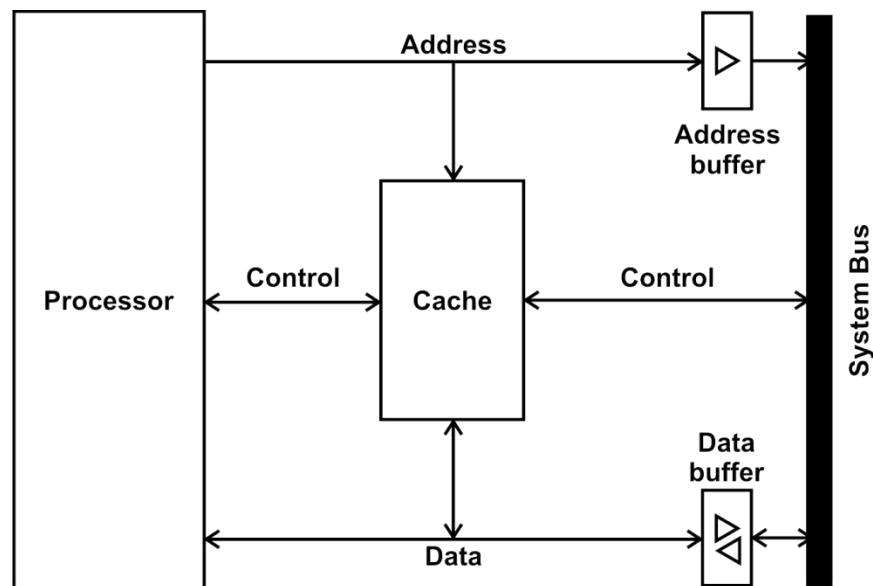 Address
Address
buffer
Control
Control
Processor
Cache
System Bus
Data
buffer
Data